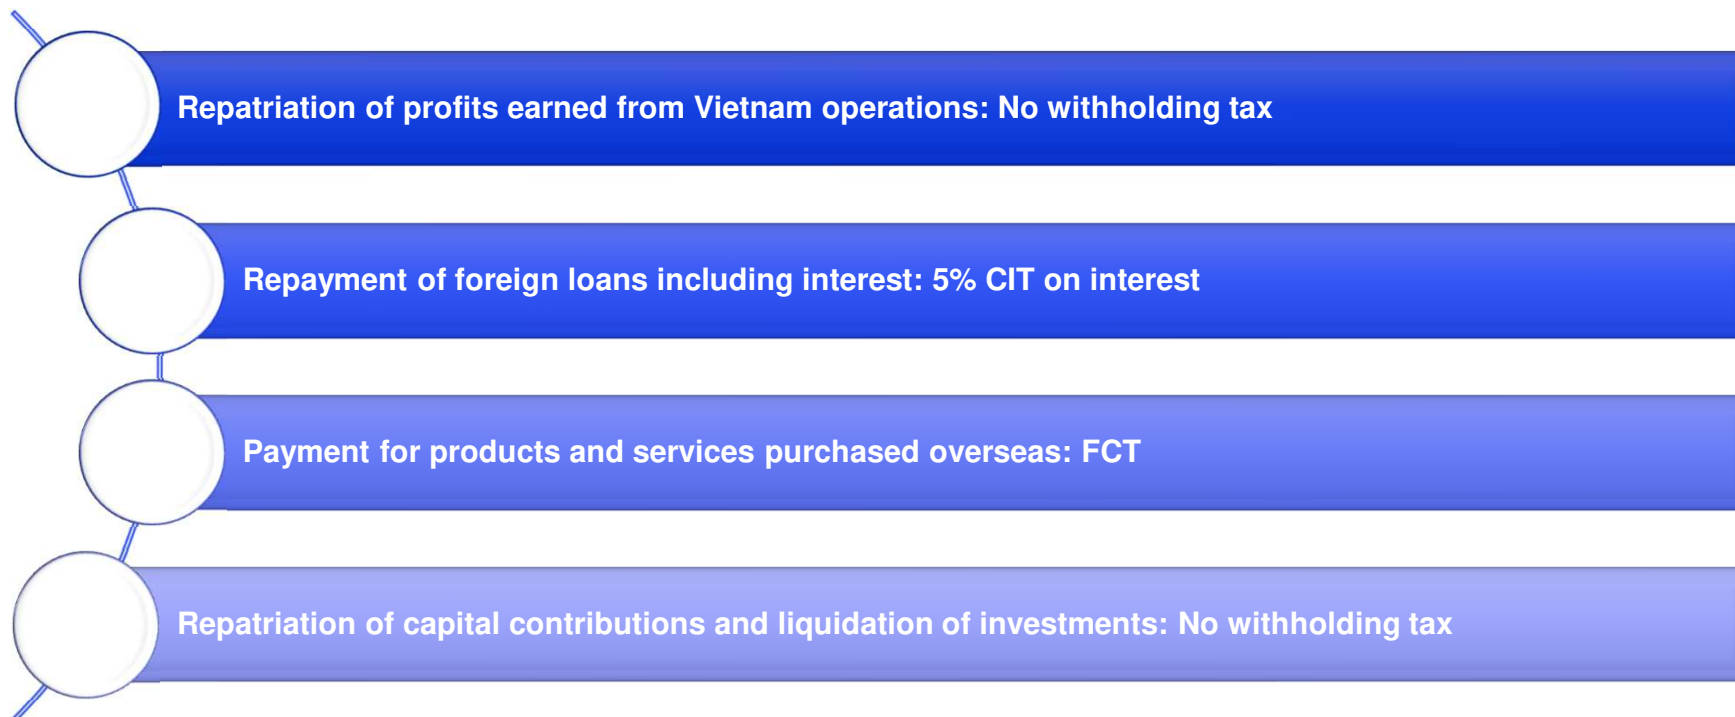 Repatriation of profits earned from Vietnam operations: No withholding tax
Repayment of foreign loans including interest: 5% CIT on interest
Payment for products and services purchased overseas: FCT
Repatriation of capital contributions and liquidation of investments: No withholding tax